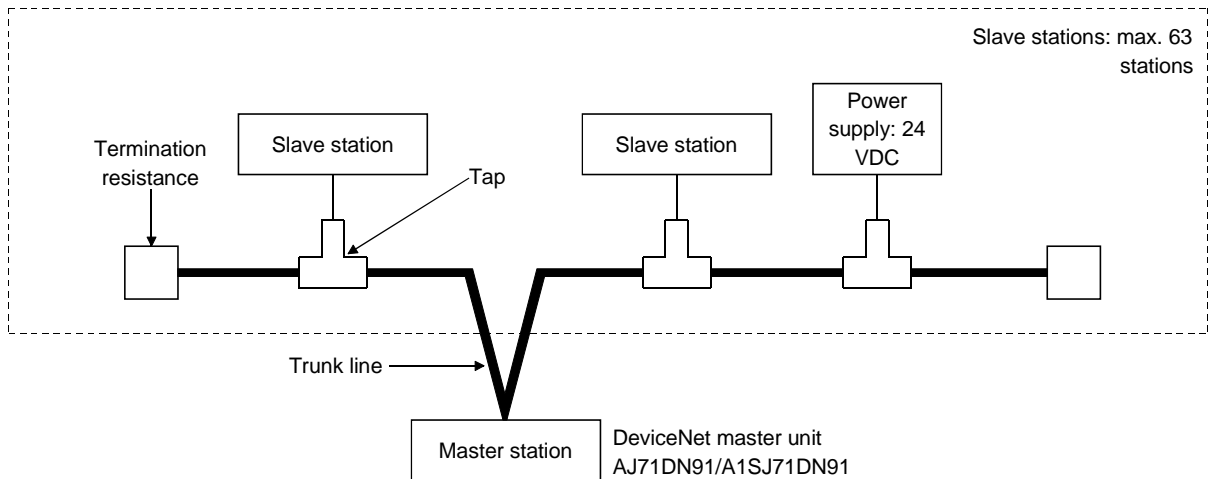 Slave stations: max. 63
stations
Power
supply: 24
VDC
Slave station
Slave station
Termination
resistance
Tap
Trunk line
Master station
DeviceNet master unit
AJ71DN91/A1SJ71DN91